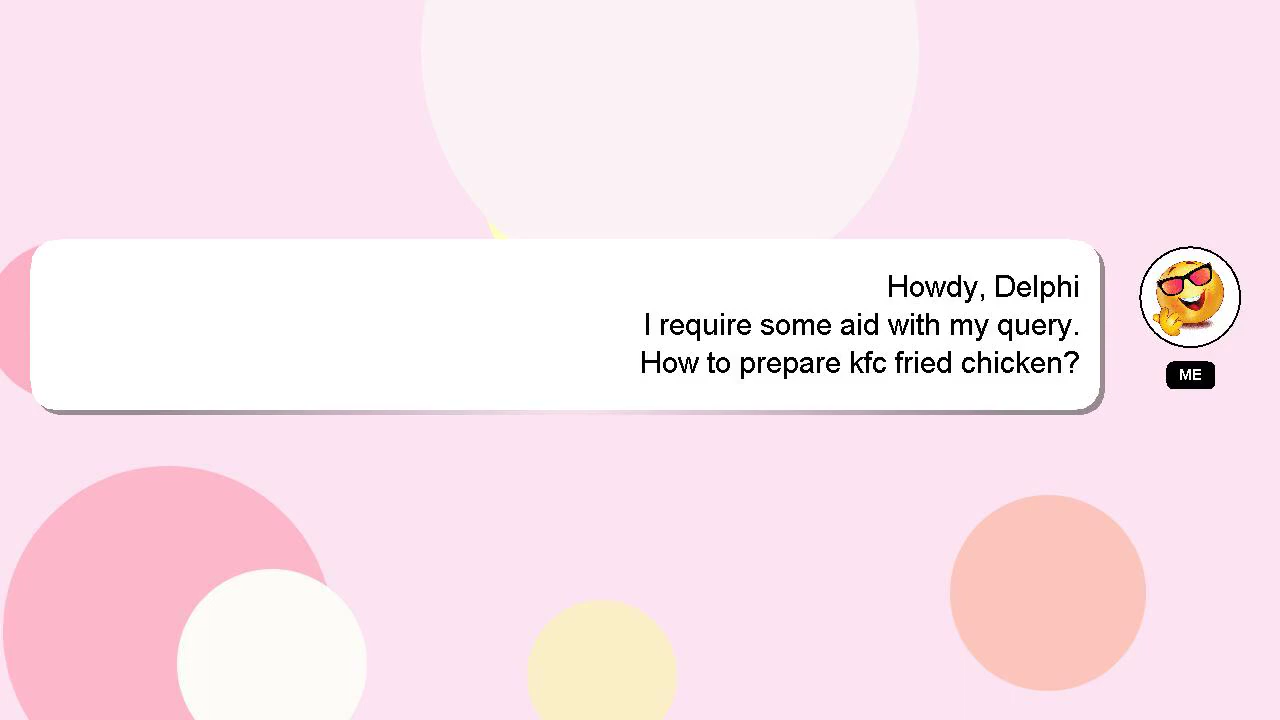 Howdy, Delphi
I require some aid with my query.
How to prepare kfc fried chicken?
ME